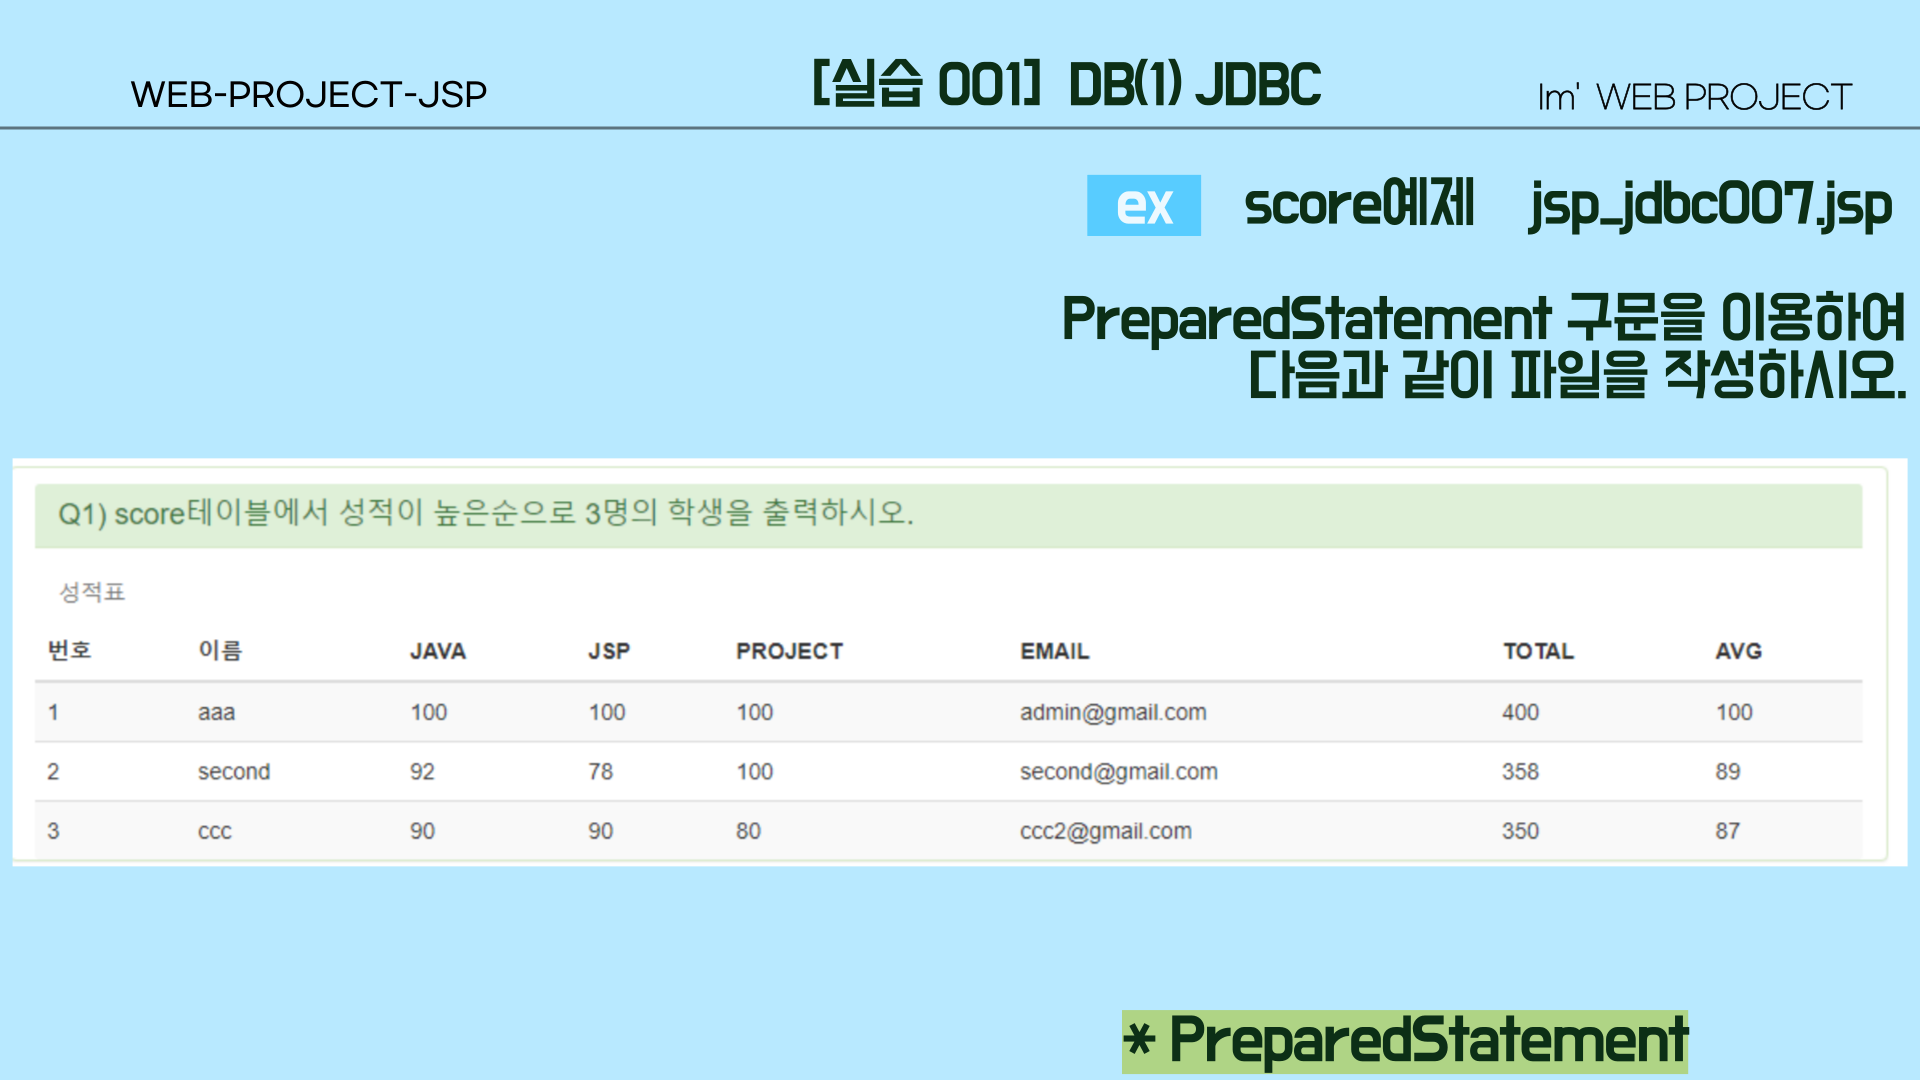 WEB-PROJECT-JSP
[실습 001] DB(1) JDBC
Im' WEB PROJECT
ex score예제 jsp_jdbc007.jsp
PreparedStatement 구문을 이용하여
다음과 같이 파일을 작성하시오.
Q1) score테이블에서 성적이 높은순으로 3명의 학생을 출력하시오.
성적표
번호 이름 JAVA JSP PROJECT EMAIL TOTAL AVG
1 aaa 100 100 100 admin@gmail.com 400 100
2 second 92 78 100 second@gmail.com 358 89
3 ccc 90 90 80 ccc2@gmail.com 350 87
* PreparedStatement